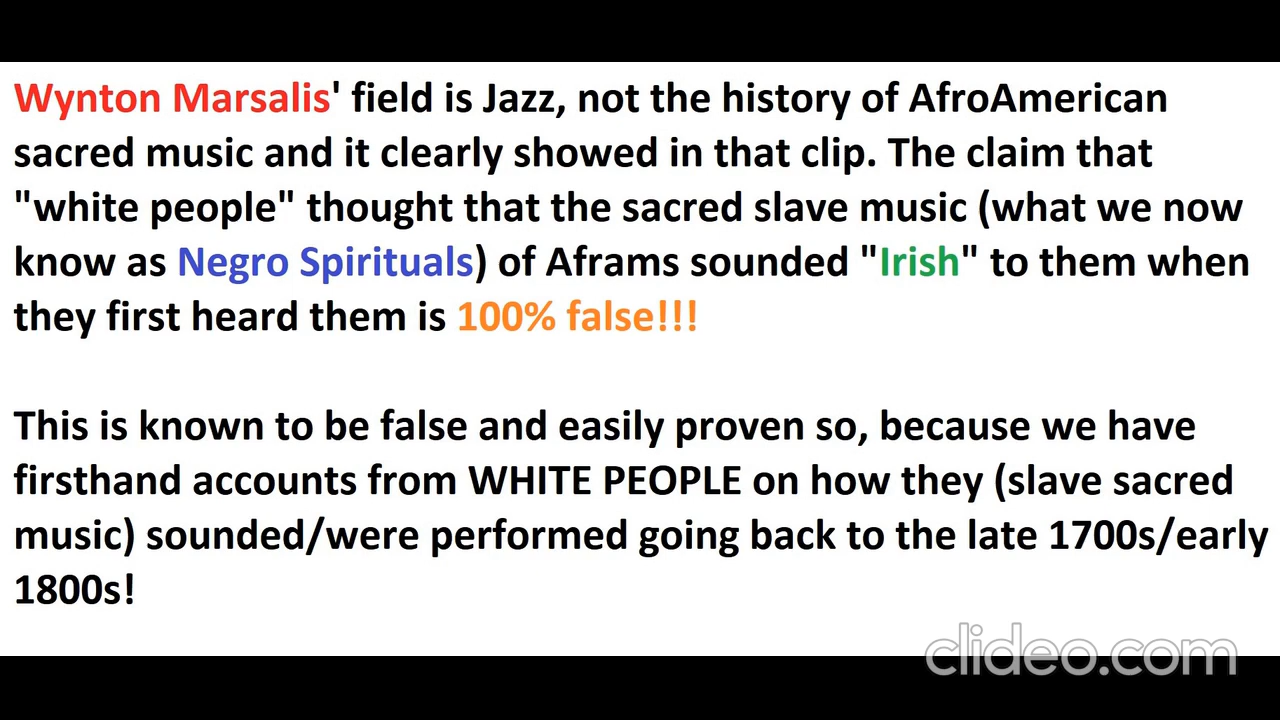 Wynton Marsalis' field is Jazz, not the history of AfroAmerican
sacred music and it clearly showed in that clip. The claim that
"white people" thought that the sacred slave music (what we now
know as Negro Spirituals) of Aframs sounded "Irish" to them when
they first heard them is 100% false!!!
This is known to be false and easily proven so, because we have
firsthand accounts from WHITE PEOPLE on how they (slave sacred
music) sounded/were performed going back to the late 1700s/early
1800s!
clideo.com